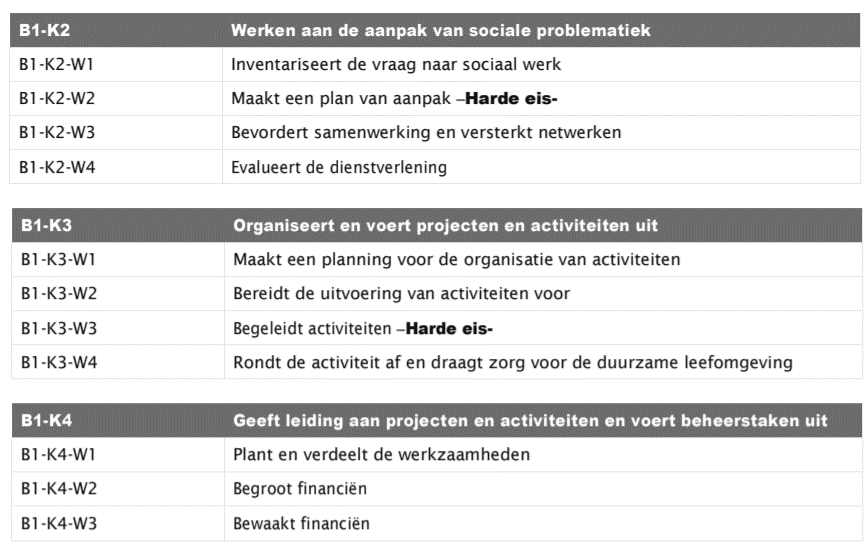 B1-K2 Werken aan de aanpak van sociale problematiek
B1-K2-W1 Inventariseert de vraag naar sociaal werk
B1-K2-W2 Maakt een plan van aanpak –Harde eis-
B1-K2-W3 Bevordert samenwerking en versterkt netwerken
B1-K2-W4 Evalueert de dienstverlening
B1-K3 Organiseert en voert projecten en activiteiten uit
B1-K3-W1 Maakt een planning voor de organisatie van activiteiten
B1-K3-W2 Bereidt de uitvoering van activiteiten voor
B1-K3-W3 Begeleidt activiteiten –Harde eis-
B1-K3-W4 Rondt de activiteit af en draagt zorg voor de duurzame leefomgeving
B1-K4 Geeft leiding aan projecten en activiteiten en voert beheerstaken uit
B1-K4-W1 Plant en verdeelt de werkzaamheden
B1-K4-W2 Begroot financiën
B1-K4-W3 Bewaakt financiën